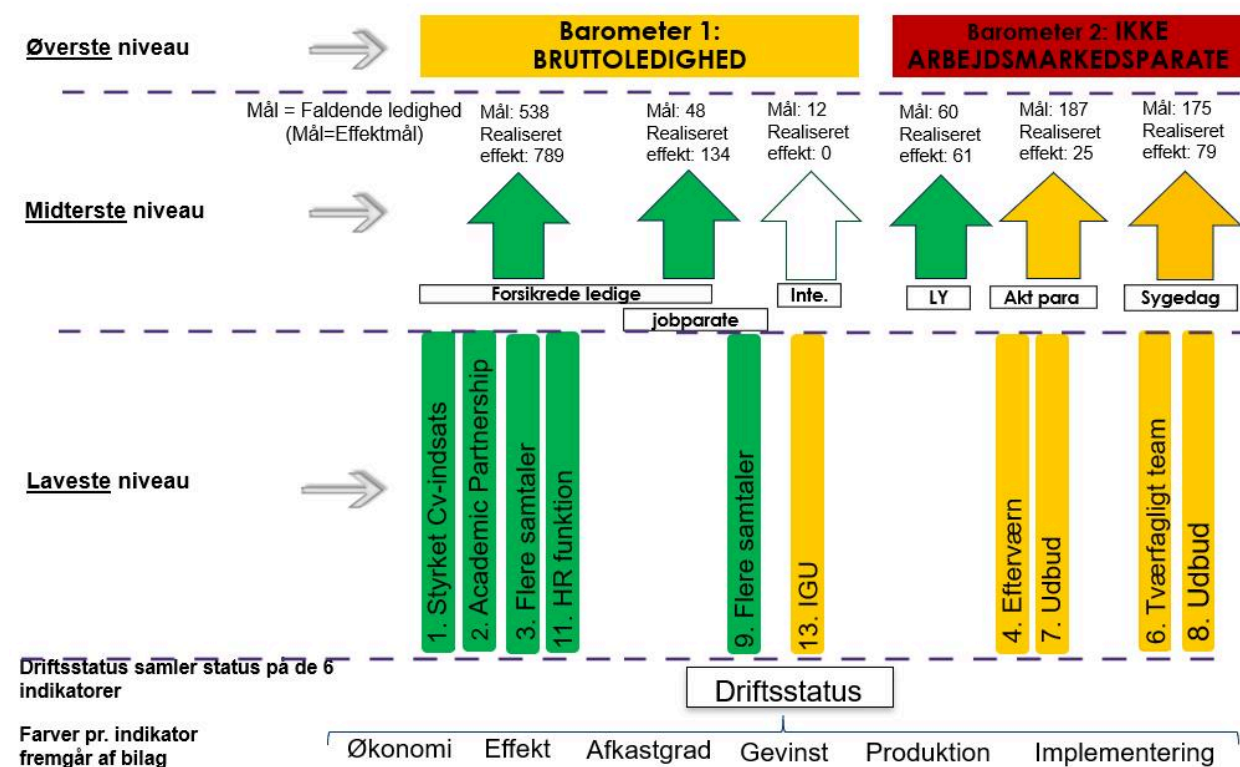 Øverste niveau
Barometer 1:
BRUTTOLEDIGHED
Barometer 2: IKKE
ARBEJDSMARKEDSPARATE
Mål = Faldende ledighed
(Mål=Effektmål)
Mål: 538
Realiseret
effekt: 789
Mål: 48
Realiseret
effekt: 134
Mål: 12
Realiseret
effekt: 0
Mål: 60
Realiseret
effekt: 61
Mål: 187
Realiseret
effekt: 25
Mål: 175
Realiseret
effekt: 79
Midterste niveau
Forsikrede ledige
jobparate
Inte.
LY
Akt para
Sygedag
Laveste niveau
1. Styrket Cv-indsats
2. Academic Partnership
3. Flere samtaler
11. HR funktion
9. Flere samtaler
13. IGU
4. Efterværn
7. Udbud
6. Tværfagligt team
8. Udbud
Driftsstatus samler status på de 6
indikatorer
Driftsstatus
Farver pr. indikator
fremgår af bilag
Økonomi Effekt Afkastgrad Gevinst Produktion Implementering